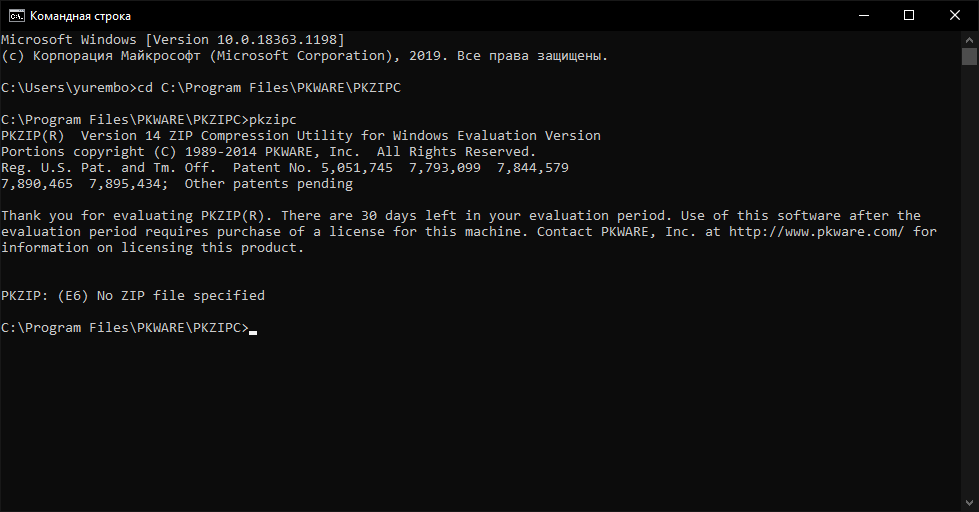 Командная строка
Microsoft Windows [Version 10.0.18363.1198]
(c) Корпорация Майкрософт (Microsoft Corporation), 2019. Все права защищены.
C:\Users\yurembo>cd C:\Program Files\PKWARE\PKZIPC
C:\Program Files\PKWARE\PKZIPC>pkzipc
PKZIP(R)  Version 14 ZIP Compression Utility for Windows Evaluation Version
Portions copyright (C) 1989-2014 PKWARE, Inc.  All Rights Reserved.
Reg. U.S. Pat. and Tm. Off.  Patent No. 5,051,745  7,793,099  7,844,579
7,890,465  7,895,434;  Other patents pending
Thank you for evaluating PKZIP(R). There are 30 days left in your evaluation period. Use of this software after the
evaluation period requires purchase of a license for this machine. Contact PKWARE, Inc. at http://www.pkware.com/ for
information on licensing this product.
PKZIP: (E6) No ZIP file specified
C:\Program Files\PKWARE\PKZIPC>